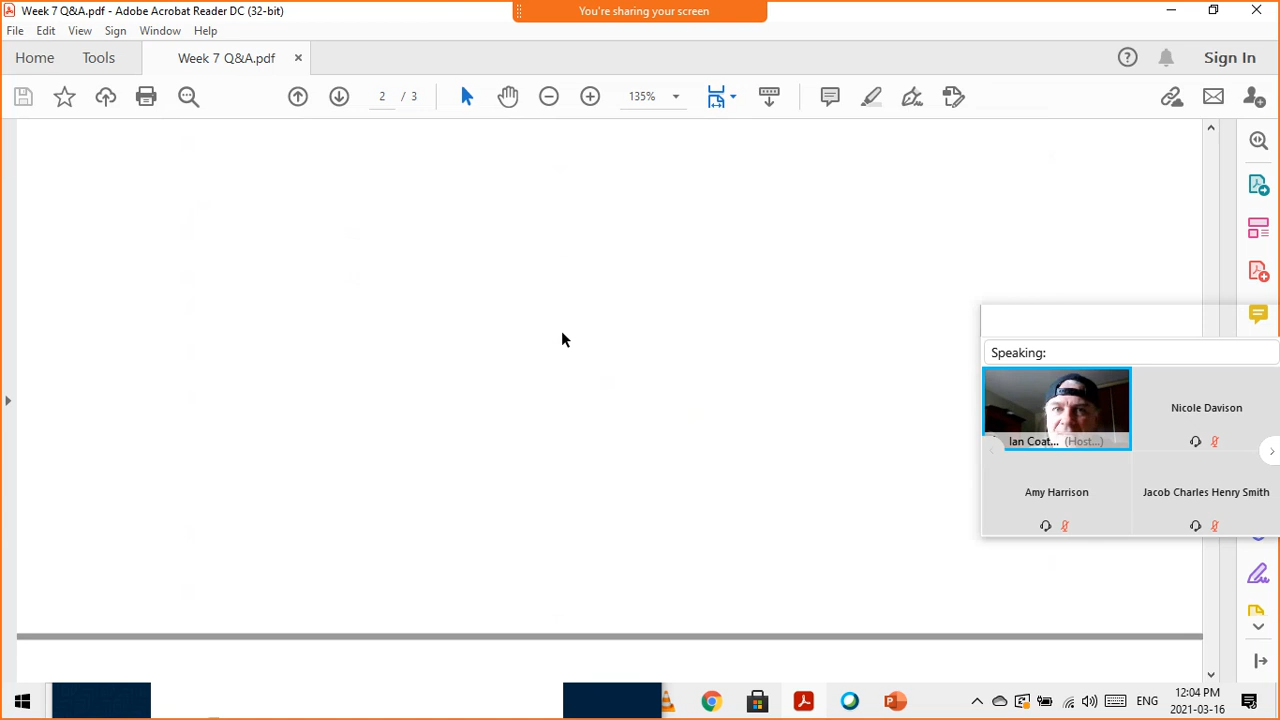 Week 7 Q&A.pdf - Adobe Acrobat Reader DC (32-bit)
You're sharing your screen
File Edit View Sign Window Help
Home Tools Week 7 Q&A.pdf × Sign In
2 / 3 135%
Speaking:
Ian Coat... (Host...)
Nicole Davison
Amy Harrison
Jacob Charles Henry Smith
ENG
12:04 PM
2021-03-16